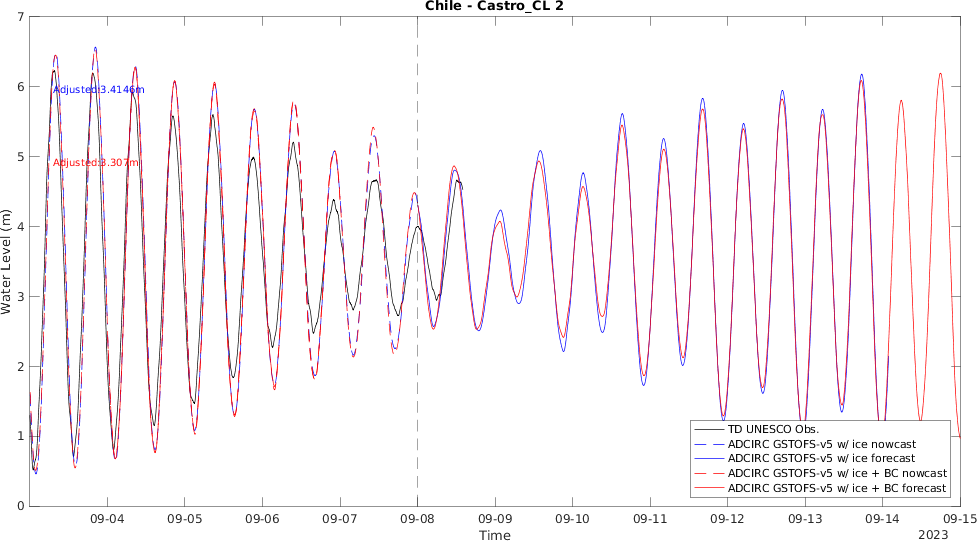 Chile - Castro_CL 2
7
6
5
4
3
2
1
0
Water Level (m)
Adjusted:3.4146m
Adjusted:3.307m
TD UNESCO Obs.
ADCIRC GSTOFS-v5 w/ ice nowcast
ADCIRC GSTOFS-v5 w/ ice forecast
ADCIRC GSTOFS-v5 w/ ice + BC nowcast
ADCIRC GSTOFS-v5 w/ ice + BC forecast
09-04 09-05 09-06 09-07 09-08 09-09 09-10 09-11 09-12 09-13 09-14 09-15
Time
2023